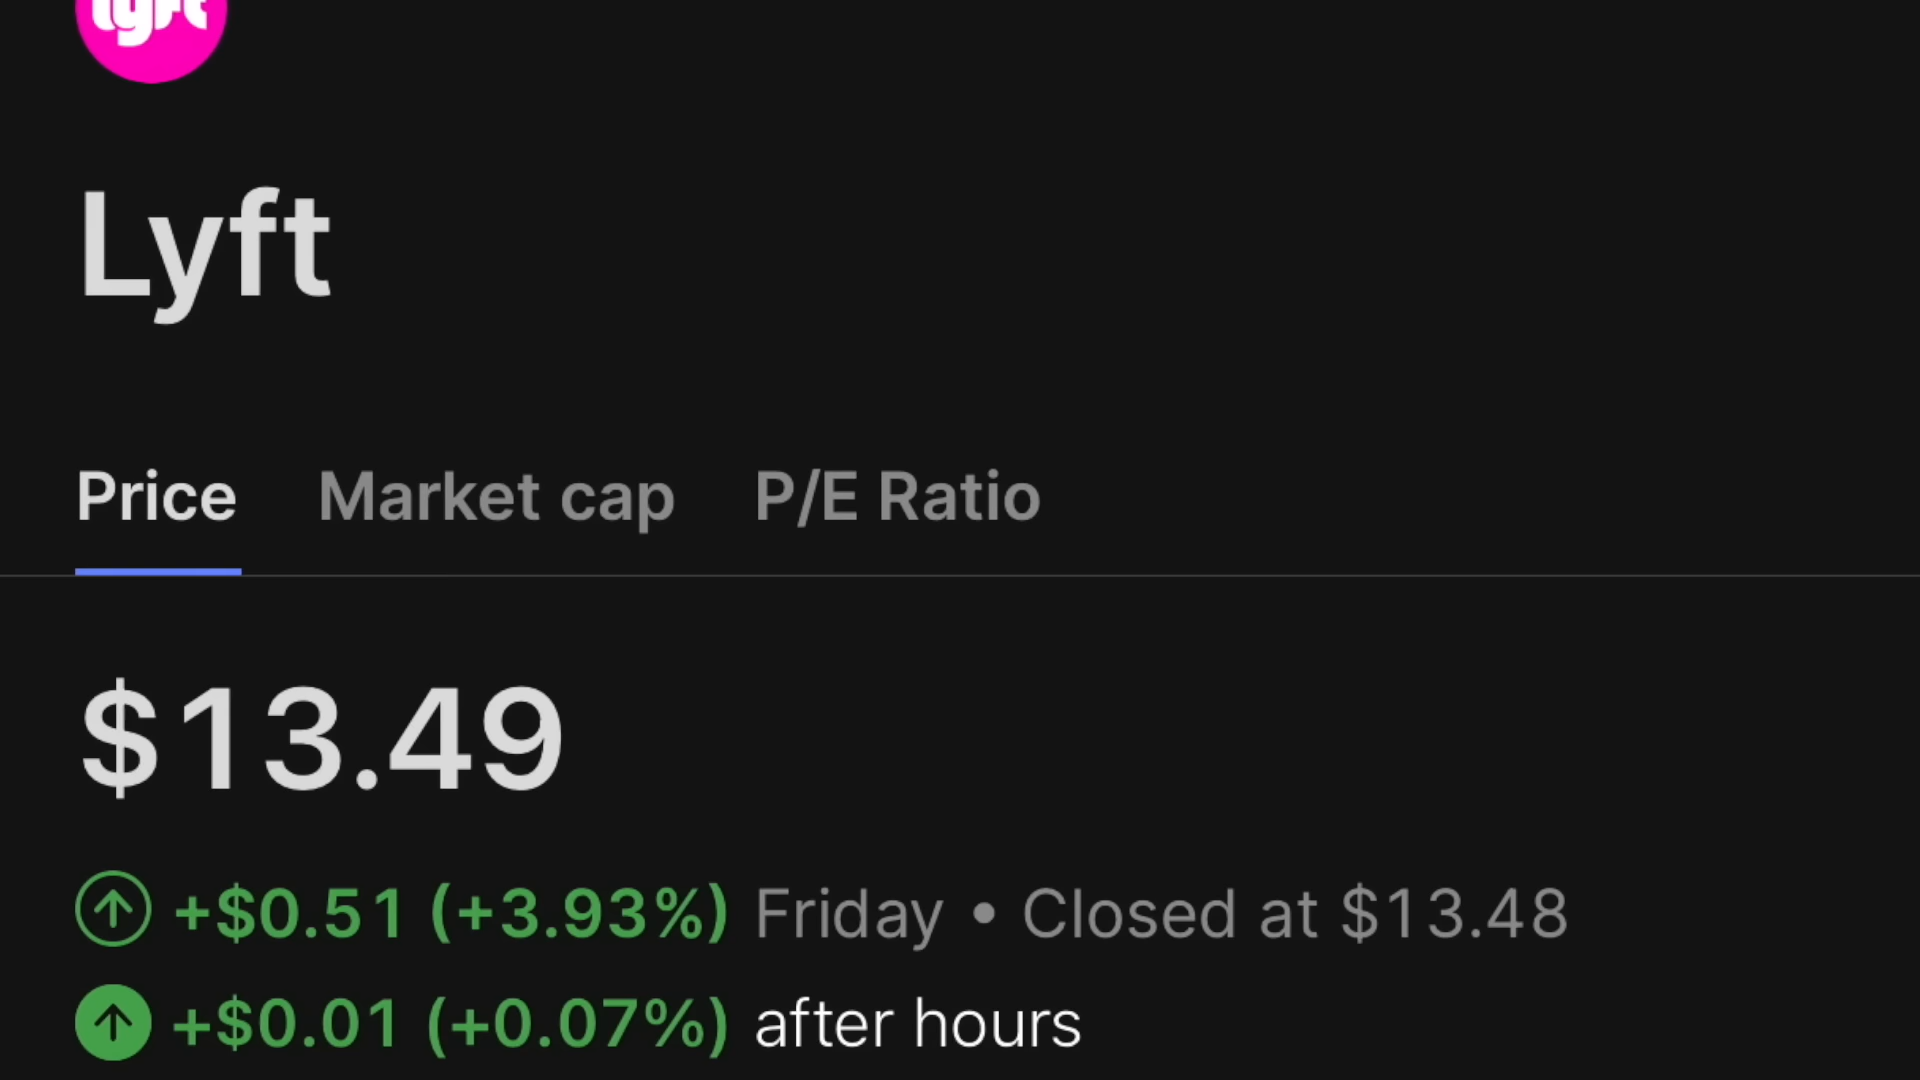 lyft
Lyft
Price Market cap P/E Ratio
$13.49
+$0.51 (+3.93%) Friday • Closed at $13.48
+$0.01 (+0.07%) after hours